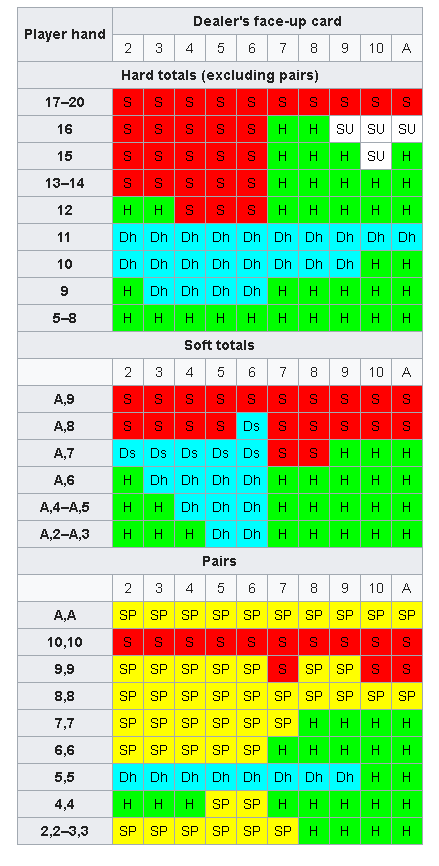 Player hand Dealer's face-up card
2 3 4 5 6 7 8 9 10 A
Hard totals (excluding pairs)
17–20 S S S S S S S S S S
16 S S S S S H H SU SU SU
15 S S S S S H H H SU H
13–14 S S S S S H H H H H
12 H H S S S H H H H H
11 Dh Dh Dh Dh Dh Dh Dh Dh Dh Dh
10 Dh Dh Dh Dh Dh Dh Dh Dh H H
9 H Dh Dh Dh Dh H H H H H
5–8 H H H H H H H H H H
Soft totals
2 3 4 5 6 7 8 9 10 A
A,9 S S S S S S S S S S
A,8 S S S S Ds S S S S S
A,7 Ds Ds Ds Ds Ds S S H H H
A,6 H Dh Dh Dh Dh H H H H H
A,4–A,5 H H Dh Dh Dh H H H H H
A,2–A,3 H H H Dh Dh H H H H H
Pairs
2 3 4 5 6 7 8 9 10 A
A,A SP SP SP SP SP SP SP SP SP SP
10,10 S S S S S S S S S S
9,9 SP SP SP SP SP S SP SP S S
8,8 SP SP SP SP SP SP SP SP SP SP
7,7 SP SP SP SP SP SP H H H H
6,6 SP SP SP SP SP H H H H H
5,5 Dh Dh Dh Dh Dh Dh Dh Dh H H
4,4 H H H SP SP H H H H H
2,2–3,3 SP SP SP SP SP SP H H H H